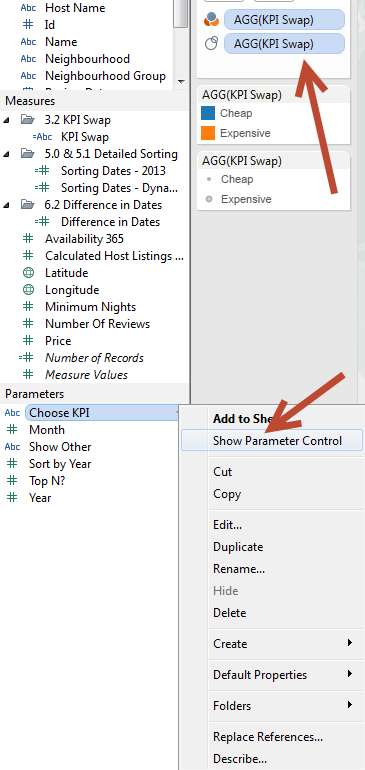 Abc Host Name
# Id
Abc Name
Abc Neighbourhood
Abc Neighbourhood Group
Measures
3.2 KPI Swap
=Abc KPI Swap
5.0 & 5.1 Detailed Sorting
=# Sorting Dates - 2013
=# Sorting Dates - Dyna...
6.2 Difference in Dates
=# Difference in Dates
# Availability 365
# Calculated Host Listings ...
Latitude
Longitude
# Minimum Nights
# Number Of Reviews
# Price
=# Number of Records
# Measure Values
Parameters
Abc Choose KPI
# Month
Abc Show Other
# Sort by Year
# Top N?
# Year
AGG(KPI Swap)
AGG(KPI Swap)
AGG(KPI Swap)
Cheap
Expensive
AGG(KPI Swap)
Cheap
Expensive
Add to She
Show Parameter Control
Cut
Copy
Edit...
Duplicate
Rename...
Hide
Delete
Create
Default Properties
Folders
Replace References...
Describe...